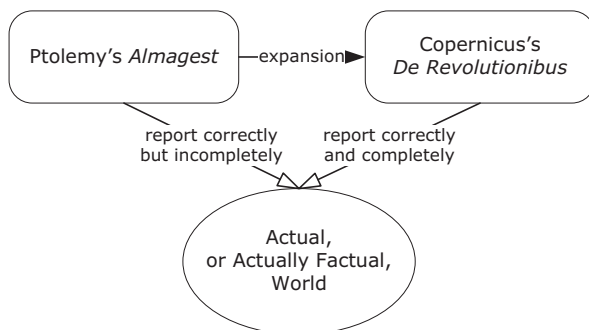 Ptolemy's Almagest
expansion
Copernicus's
De Revolutionibus
report correctly
but incompletely
report correctly
and completely
Actual,
or Actually Factual,
World